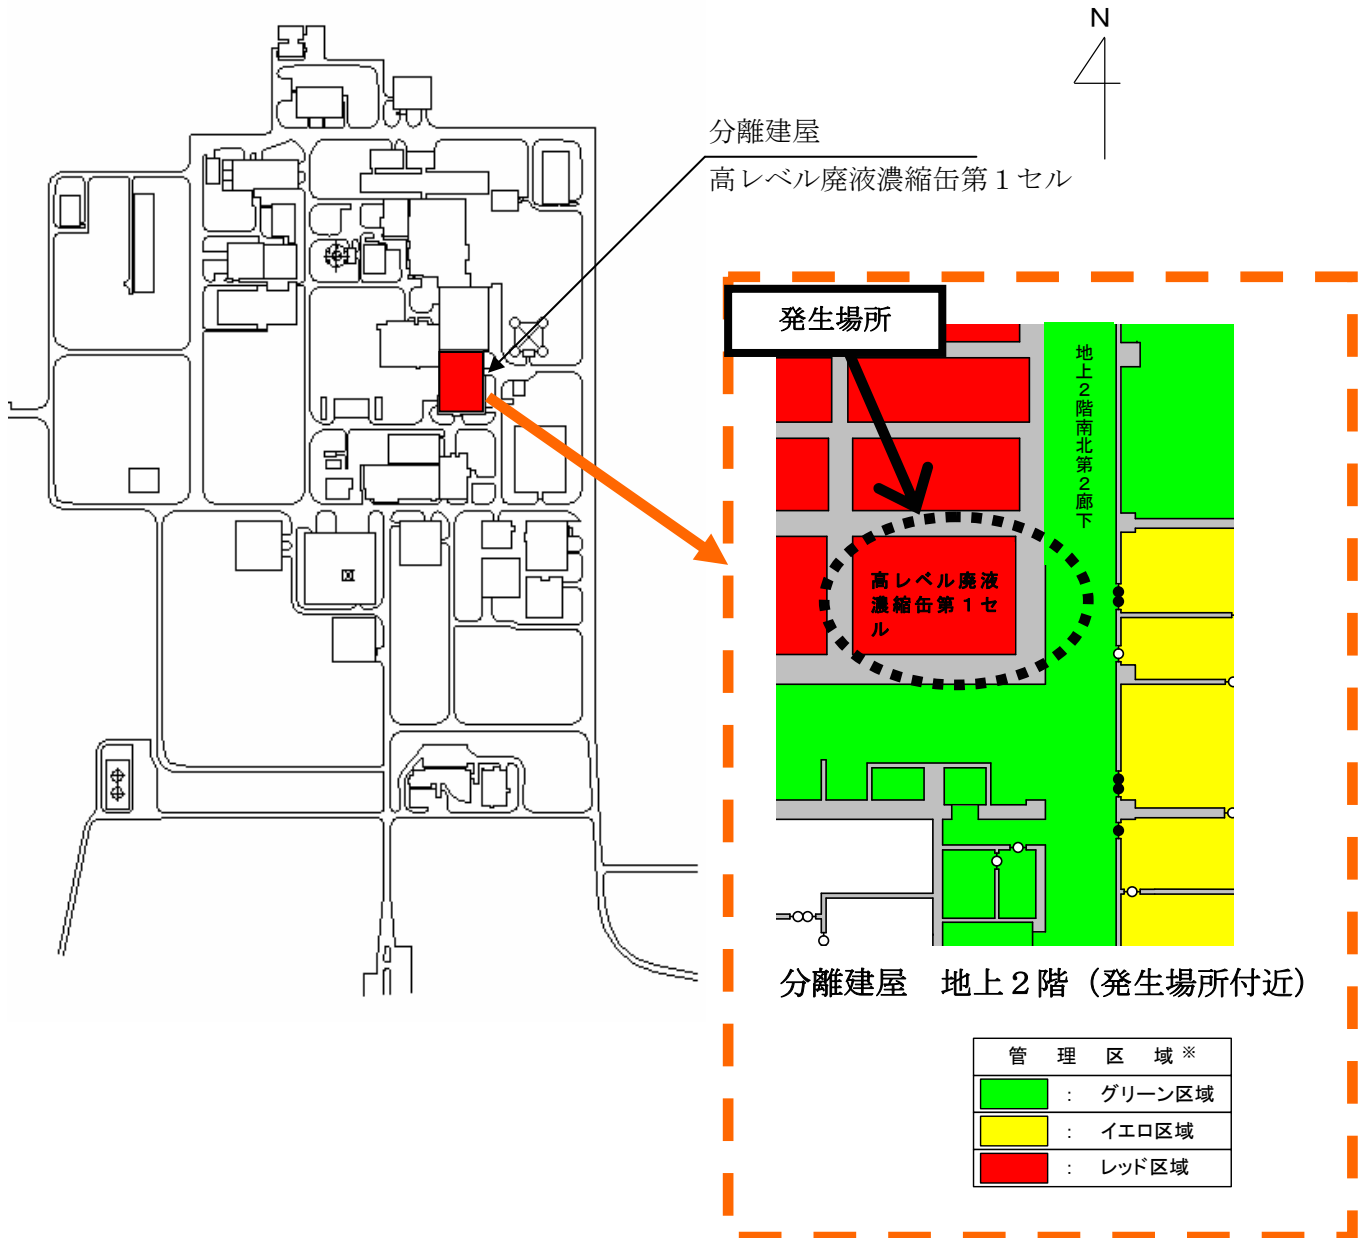 N
分離建屋
高レベル廃液濃縮缶第１セル
発生場所
地上２階南北第２廊下
高レベル廃液
濃縮缶第１セ
ル
分離建屋　地上２階（発生場所付近）
管　理　区　域※
： グリーン区域
： イエロ区域
： レッド区域